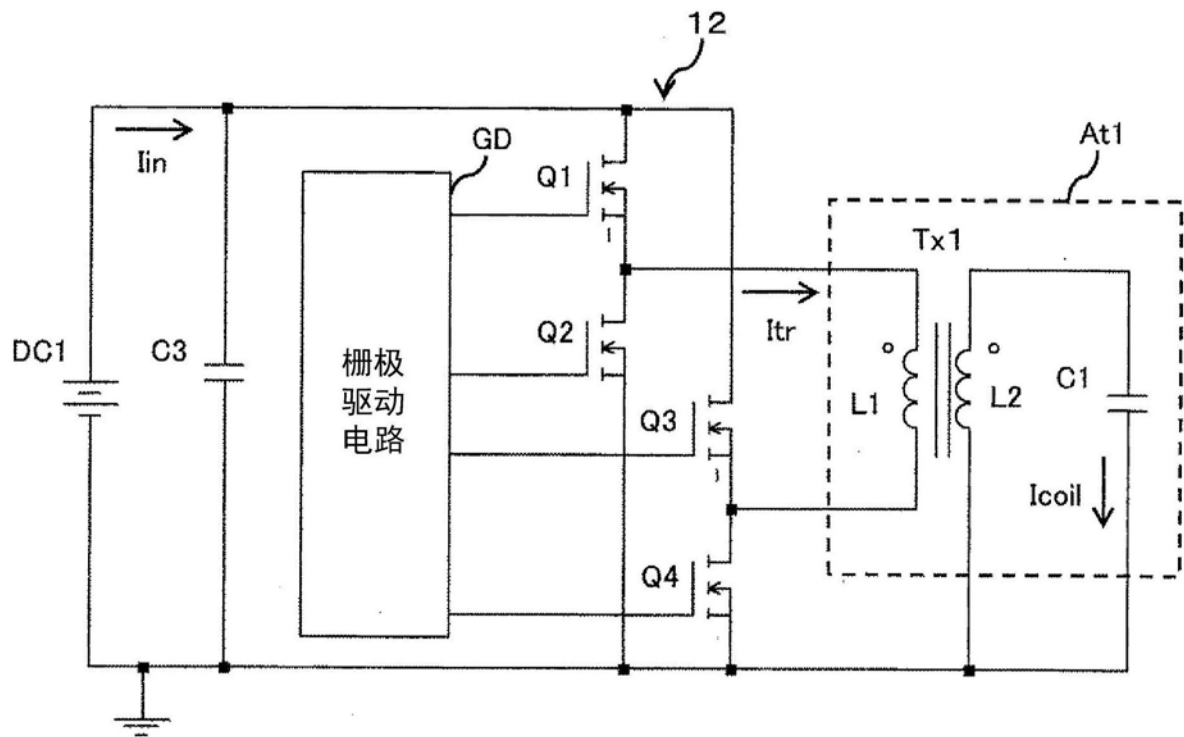 12
Iin
GD
Q1
At1
Tx1
Itr
DC1
C3
Q2
栅极
驱动
电路
Q3
L1
L2
C1
Icoil
Q4